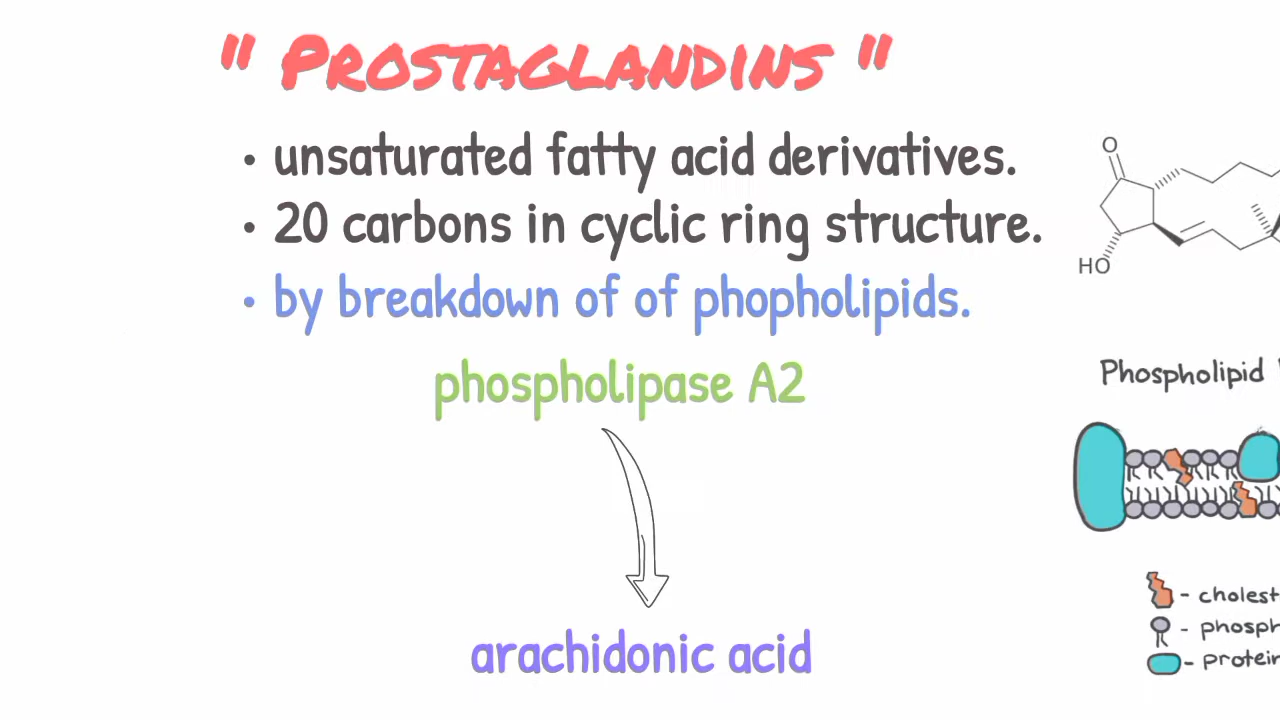 " PROSTAGLANDINS "
• unsaturated fatty acid derivatives.
• 20 carbons in cyclic ring structure.
• by breakdown of of phopholipids.
phospholipase A2
arachidonic acid
O
HO
Phospholipid
- cholest
- phosph
- protein